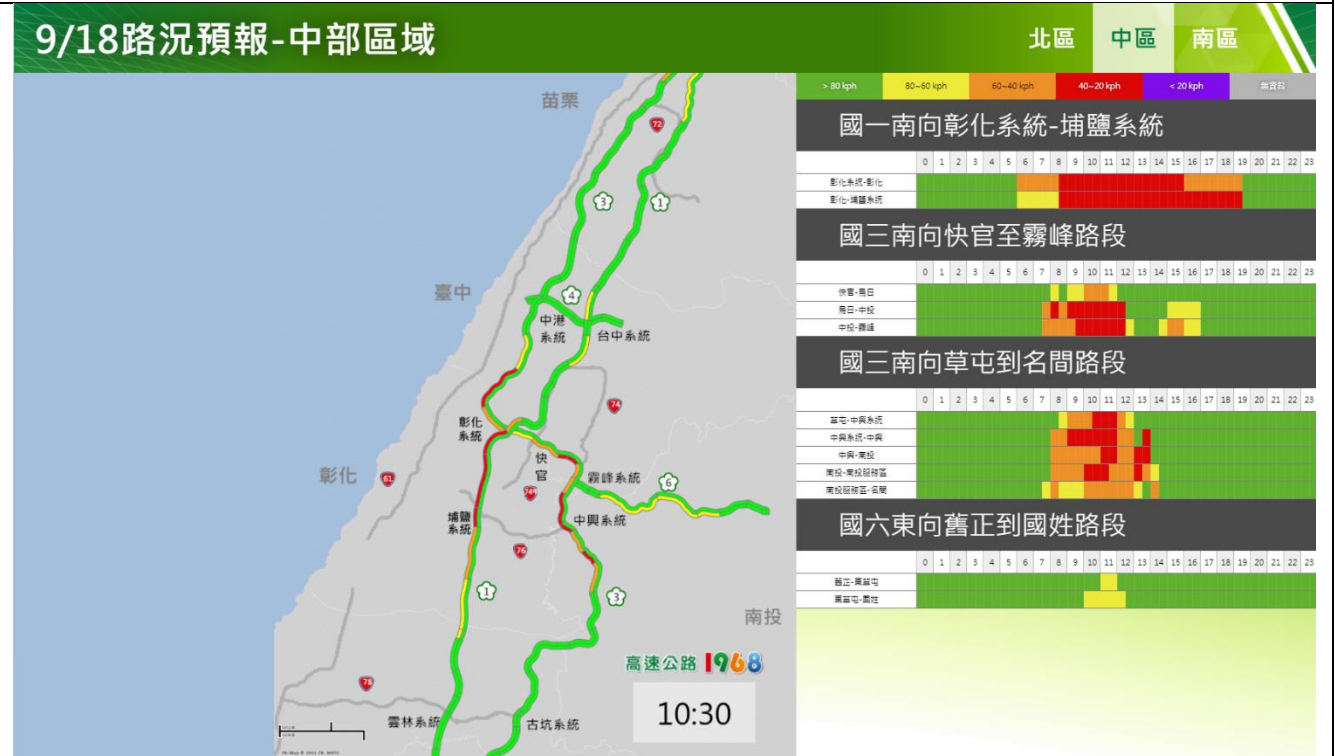 9/18路況預報-中部區域
北區 中區 南區
> 80 kph 80~60 kph 60~40 kph 40~20 kph < 20 kph 無資料
國一南向彰化系統-埔鹽系統
0 1 2 3 4 5 6 7 8 9 10 11 12 13 14 15 16 17 18 19 20 21 22 23
彰化系統-彰化
彰化-埔鹽系統
國三南向快官至霧峰路段
0 1 2 3 4 5 6 7 8 9 10 11 12 13 14 15 16 17 18 19 20 21 22 23
快官-烏日
烏日-中投
中投-霧峰
國三南向草屯到名間路段
0 1 2 3 4 5 6 7 8 9 10 11 12 13 14 15 16 17 18 19 20 21 22 23
草屯-中興系統
中興系統-中興
中興-南投
南投-南投服務區
南投服務區-名間
國六東向舊正到國姓路段
0 1 2 3 4 5 6 7 8 9 10 11 12 13 14 15 16 17 18 19 20 21 22 23
舊正-東草屯
東草屯-國姓
苗栗
72
3
1
臺中
4
中港
系統
台中系統
74
彰化
系統
彰化
61
快
官
霧峰系統
6
74甲
埔鹽
系統
中興系統
76
1
3
南投
高速公路1968
78
10:30
雲林系統
古坑系統